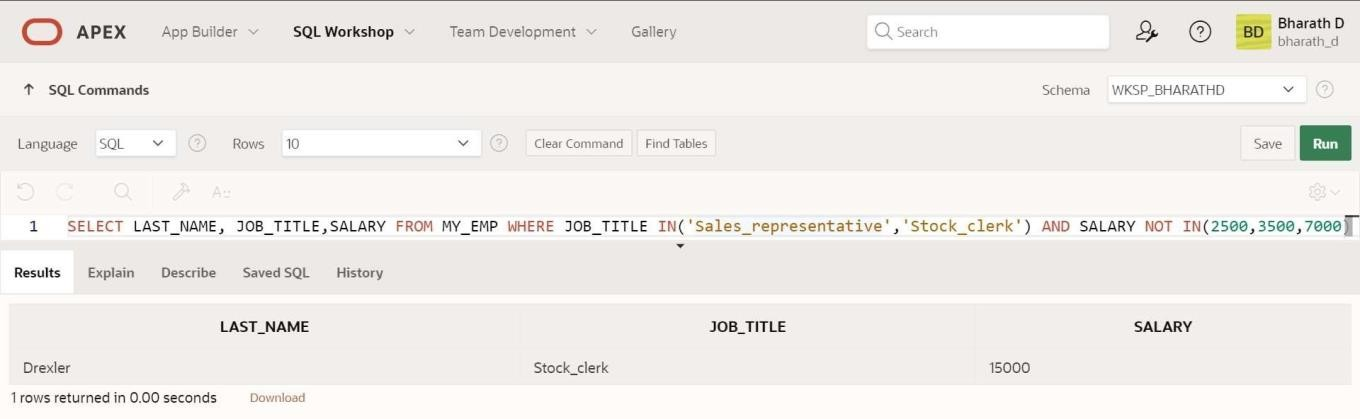 APEX App Builder SQL Workshop Team Development Gallery Search BD Bharath D
bharath_d
↑ SQL Commands Schema WKSP_BHARATHD ?
Language SQL ? Rows 10 ? Clear Command Find Tables Save Run
A
1 SELECT LAST_NAME, JOB_TITLE,SALARY FROM MY_EMP WHERE JOB_TITLE IN('Sales_representative','Stock_clerk') AND SALARY NOT IN(2500,3500,7000)
Results Explain Describe Saved SQL History
LAST_NAME JOB_TITLE SALARY
Drexler Stock_clerk 15000
1 rows returned in 0.00 seconds Download